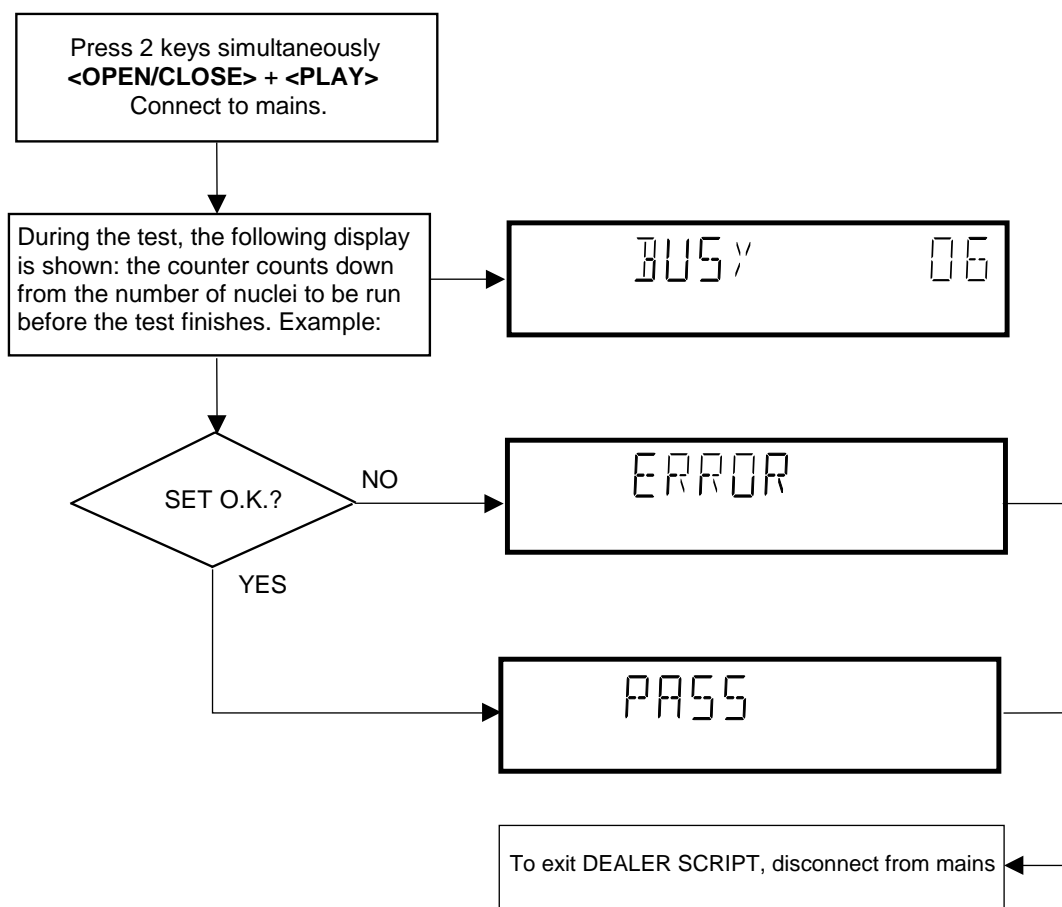 Press 2 keys simultaneously
<OPEN/CLOSE> + <PLAY>
Connect to mains.
During the test, the following display
is shown: the counter counts down
from the number of nuclei to be run
before the test finishes. Example:
BUSY 06
SET O.K.?
NO
ERROR
YES
PASS
To exit DEALER SCRIPT, disconnect from mains